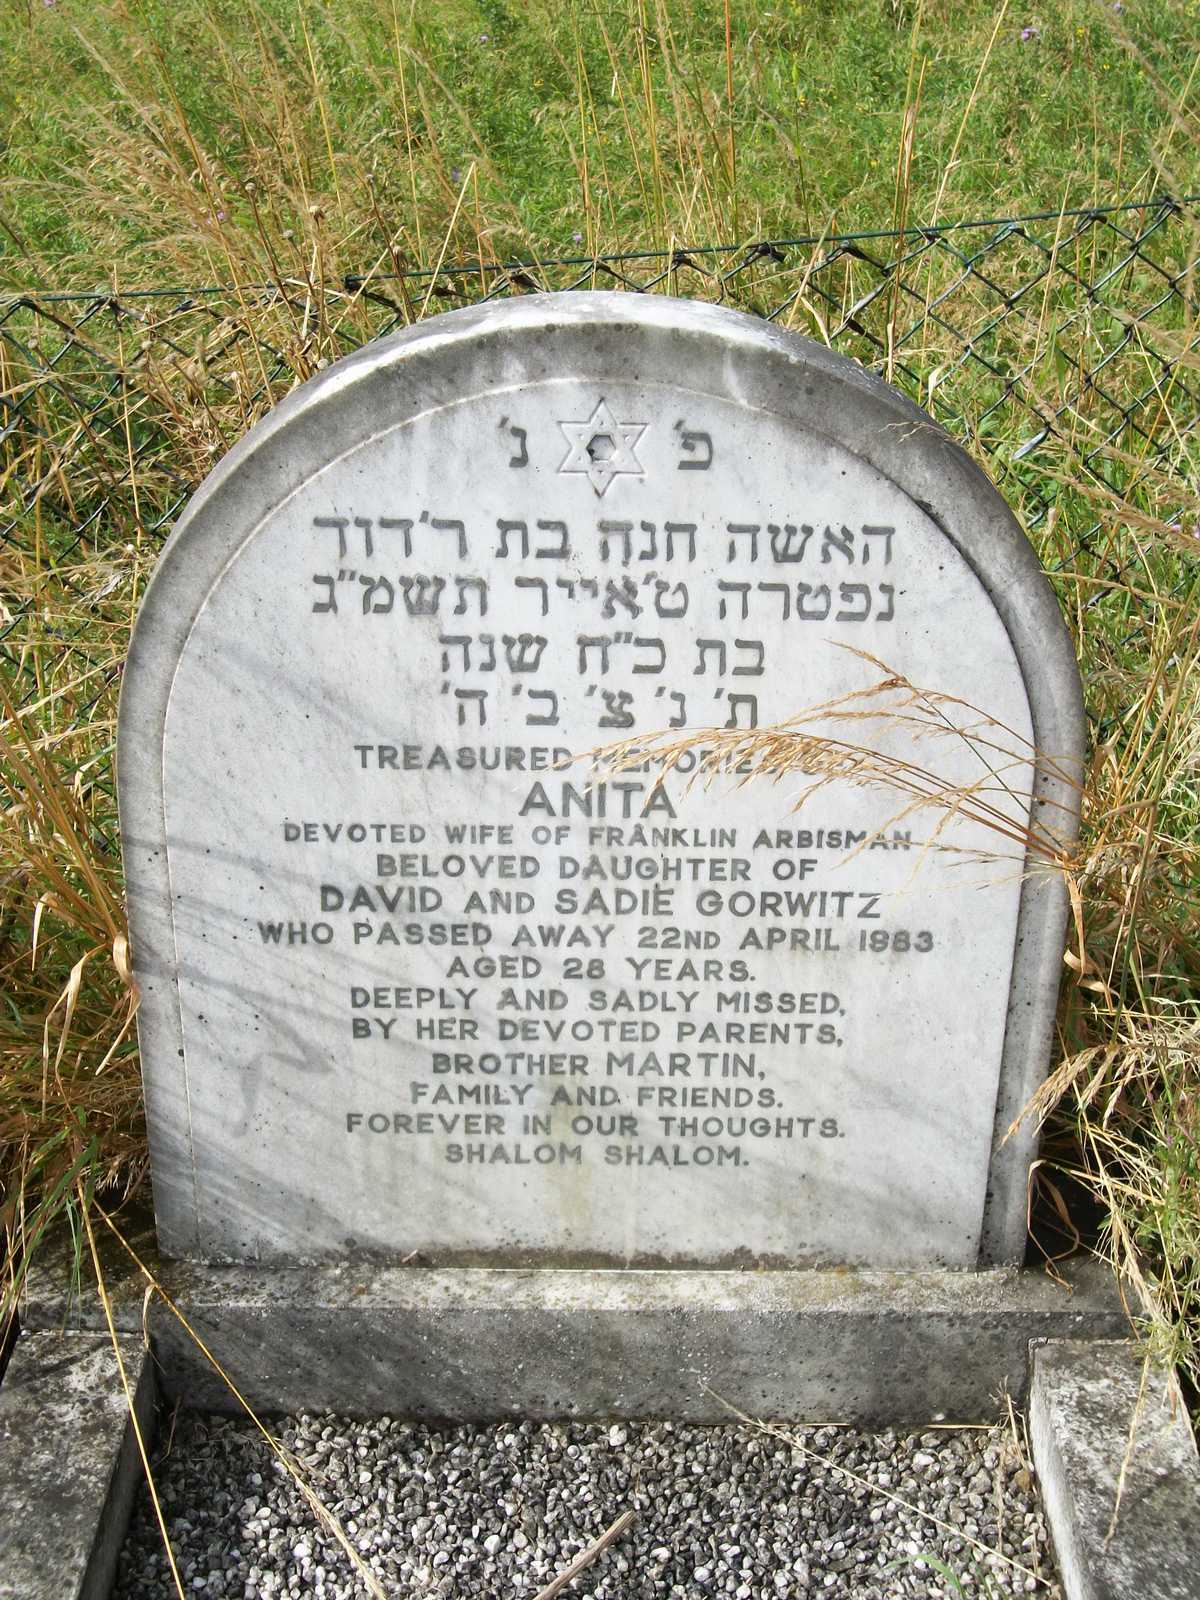 פ׳ נ׳
האשה חנה בת ר׳דוד
נפטרה ט׳אייר תשמ״ג
בת כ״ח שנה
ת׳ נ׳ צ׳ ב׳ ה׳
TREASURED MEMORIES OF
ANITA
DEVOTED WIFE OF FRANKLIN ARBISMAN
BELOVED DAUGHTER OF
DAVID AND SADIE GORWITZ
WHO PASSED AWAY 22ND APRIL 1983
AGED 28 YEARS.
DEEPLY AND SADLY MISSED,
BY HER DEVOTED PARENTS,
BROTHER MARTIN,
FAMILY AND FRIENDS.
FOREVER IN OUR THOUGHTS.
SHALOM SHALOM.